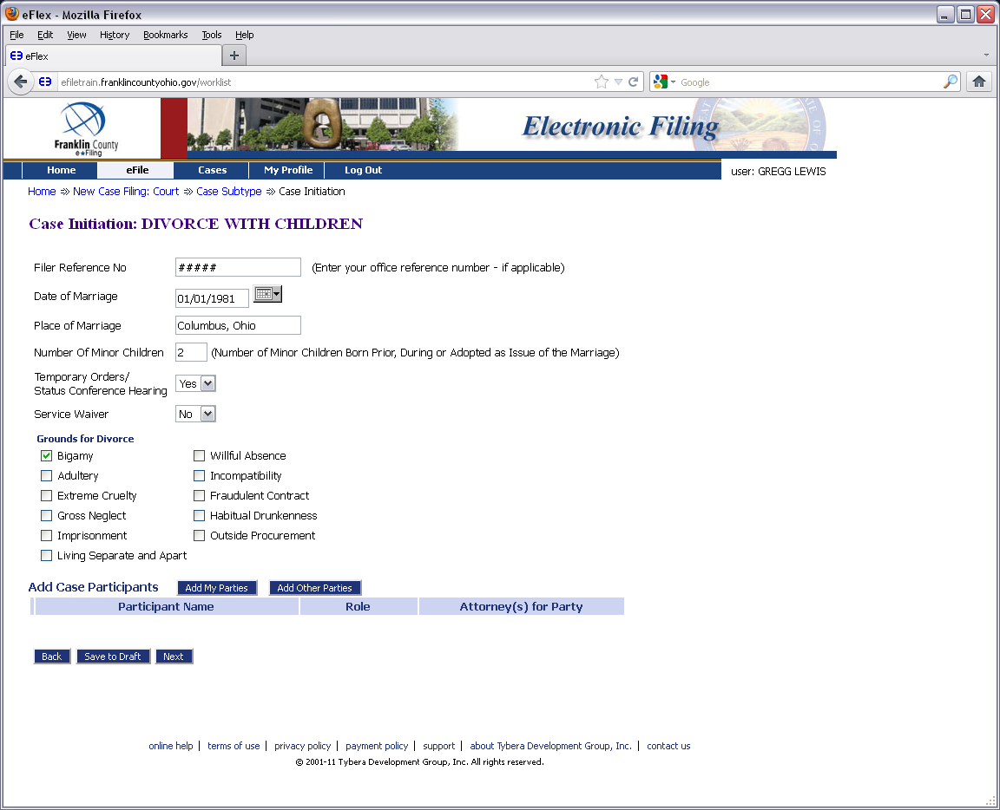 eFlex - Mozilla Firefox
File Edit View History Bookmarks Tools Help
eFlex
efiletrain.franklincountyohio.gov/worklist
Google
Franklin County
e★Filing
Electronic Filing
Home eFile Cases My Profile Log Out
user: GREGG LEWIS
Home ⇒ New Case Filing: Court ⇒ Case Subtype ⇒ Case Initiation
Case Initiation: DIVORCE WITH CHILDREN
Filer Reference No ##### (Enter your office reference number - if applicable)
Date of Marriage 01/01/1981
Place of Marriage Columbus, Ohio
Number Of Minor Children 2 (Number of Minor Children Born Prior, During or Adopted as Issue of the Marriage)
Temporary Orders/
Status Conference Hearing Yes
Service Waiver No
Grounds for Divorce
Bigamy Willful Absence
Adultery Incompatibility
Extreme Cruelty Fraudulent Contract
Gross Neglect Habitual Drunkenness
Imprisonment Outside Procurement
Living Separate and Apart
Add Case Participants Add My Parties Add Other Parties
Participant Name Role Attorney(s) for Party
Back Save to Draft Next
online help | terms of use | privacy policy | payment policy | support | about Tybera Development Group, Inc. | contact us
© 2001-11 Tybera Development Group, Inc. All rights reserved.